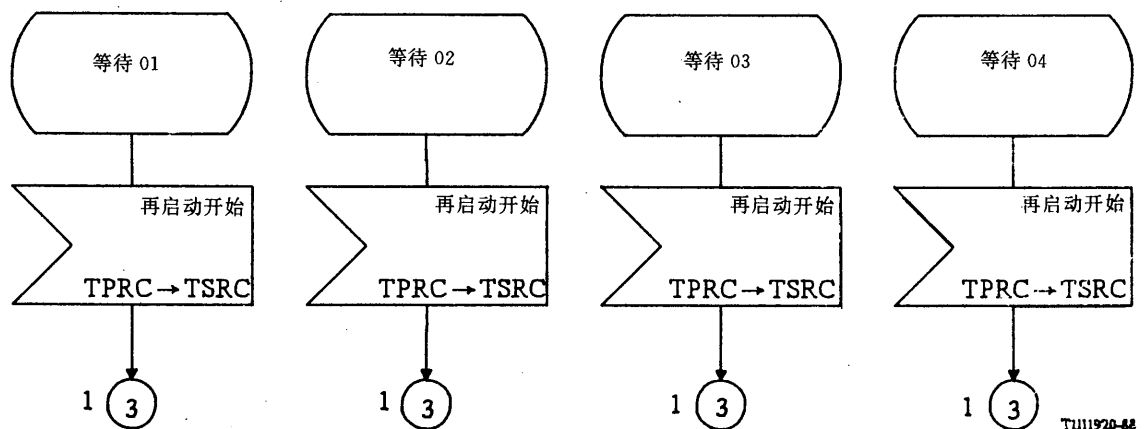 等待 01
等待 02
等待 03
等待 04
再启动开始
再启动开始
再启动开始
再启动开始
TPRC→TSRC
TPRC→TSRC
TPRC→TSRC
TPRC→TSRC
1 3
1 3
1 3
1 3
T1111920-88